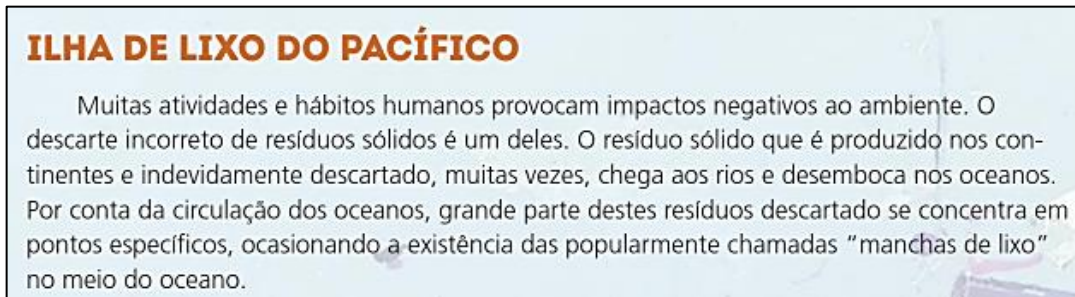 ILHA DE LIXO DO PACÍFICO
Muitas atividades e hábitos humanos provocam impactos negativos ao ambiente. O
descarte incorreto de resíduos sólidos é um deles. O resíduo sólido que é produzido nos con-
tinentes e indevidamente descartado, muitas vezes, chega aos rios e desemboca nos oceanos.
Por conta da circulação dos oceanos, grande parte destes resíduos descartado se concentra em
pontos específicos, ocasionando a existência das popularmente chamadas "manchas de lixo"
no meio do oceano.